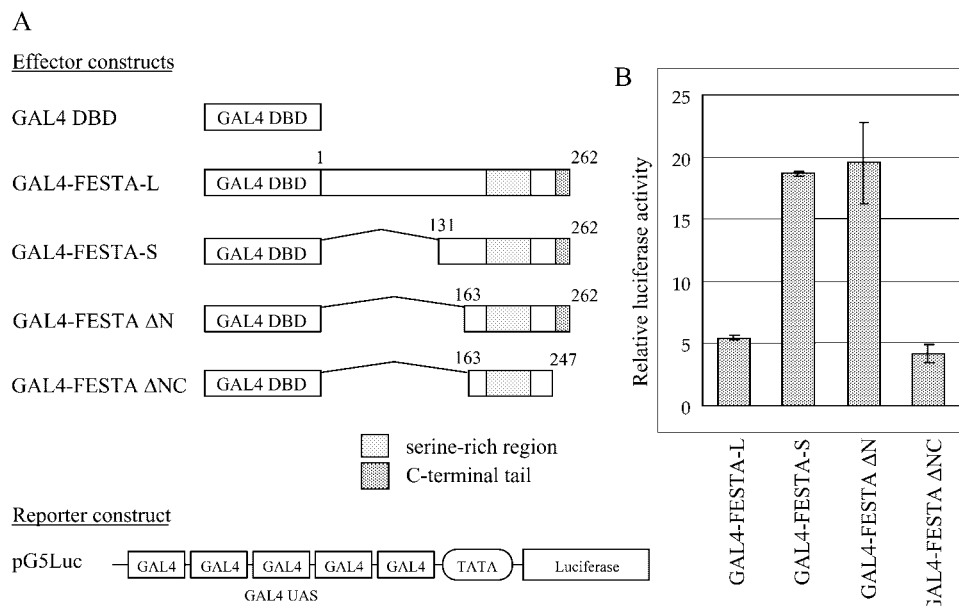 A
Effector constructs
GAL4 DBD
GAL4 DBD
1
262
GAL4-FESTA-L
GAL4 DBD
131
262
GAL4-FESTA-S
GAL4 DBD
163
262
GAL4-FESTA ΔN
GAL4 DBD
163
247
GAL4-FESTA ΔNC
GAL4 DBD
serine-rich region
C-terminal tail
Reporter construct
pG5Luc
GAL4 GAL4 GAL4 GAL4 GAL4 TATA Luciferase
GAL4 UAS
B
Relative luciferase activity
25
20
15
10
5
0
GAL4-FESTA-L
GAL4-FESTA-S
GAL4-FESTA ΔN
GAL4-FESTA ΔNC